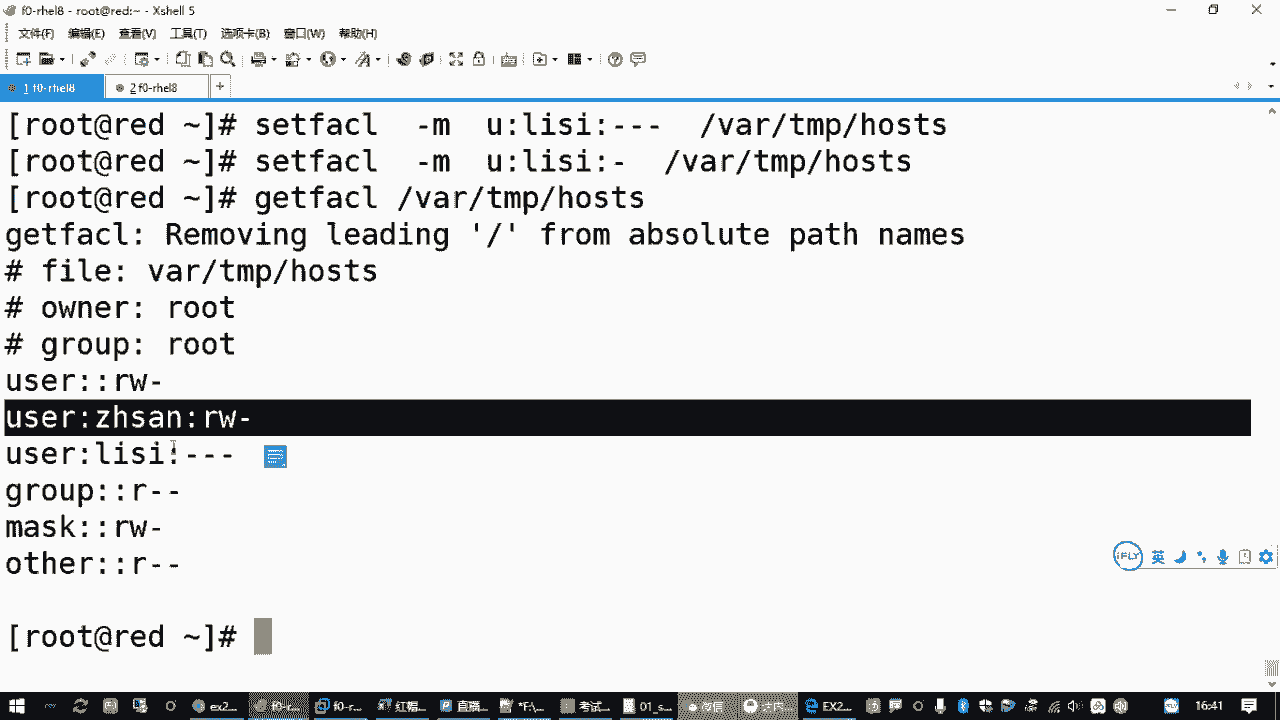 f0-rhel8 - root@red:~ - Xshell 5
文件(F) 编辑(E) 查看(V) 工具(T) 选项卡(B) 窗口(W) 帮助(H)
1 f0-rhel8 2 f0-rhel8 +
[root@red ~]# setfacl -m u:lisi:--- /var/tmp/hosts
[root@red ~]# setfacl -m u:lisi:- /var/tmp/hosts
[root@red ~]# getfacl /var/tmp/hosts
getfacl: Removing leading '/' from absolute path names
# file: var/tmp/hosts
# owner: root
# group: root
user::rw-
user:zhsan:rw-
user:lisi:---
group::r--
mask::rw-
other::r--
[root@red ~]#
iFLY 英
ex2... f0-r... f0-r... 红帽... 直播... *F:\... 考试... 01_s... 微信 EX2... 16:41